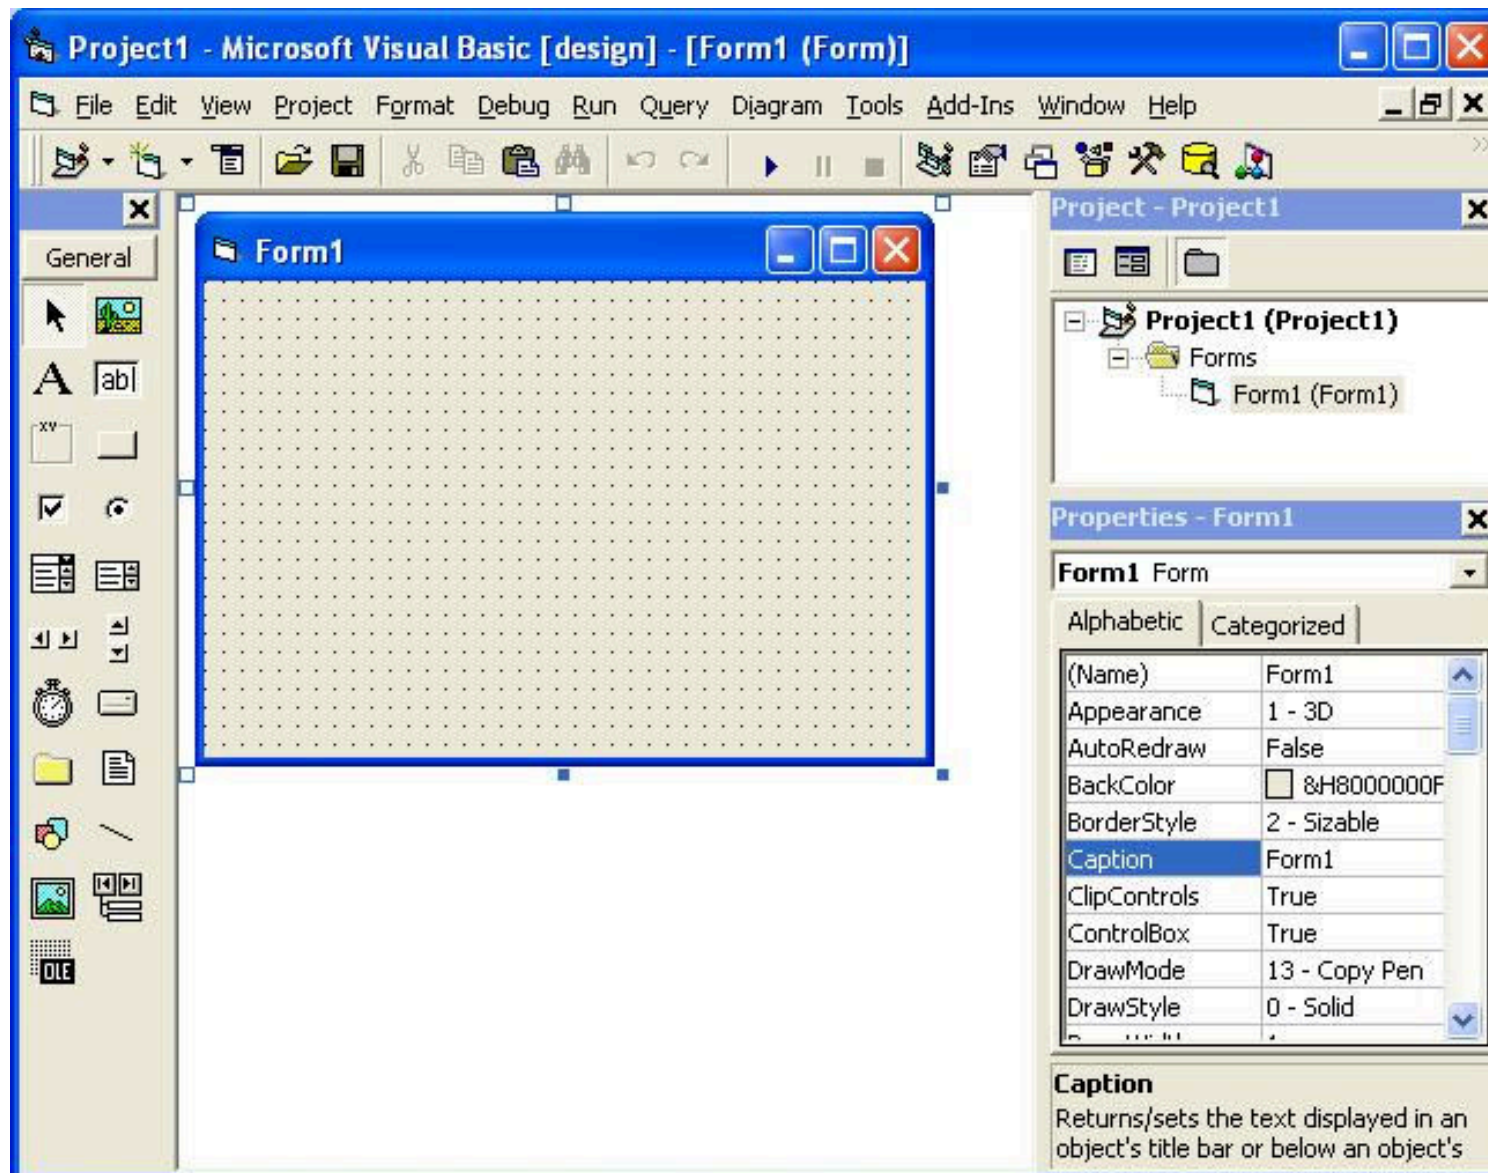 Project1 - Microsoft Visual Basic [design] - [Form1 (Form)]
File Edit View Project Format Debug Run Query Diagram Tools Add-Ins Window Help
General
A
ab
xy
OLE
Form1
Project - Project1
Project1 (Project1)
Forms
Form1 (Form1)
Properties - Form1
Form1 Form
Alphabetic Categorized
(Name) Form1
Appearance 1 - 3D
AutoRedraw False
BackColor &H8000000F
BorderStyle 2 - Sizable
Caption Form1
ClipControls True
ControlBox True
DrawMode 13 - Copy Pen
DrawStyle 0 - Solid
Caption
Returns/sets the text displayed in an
object's title bar or below an object's